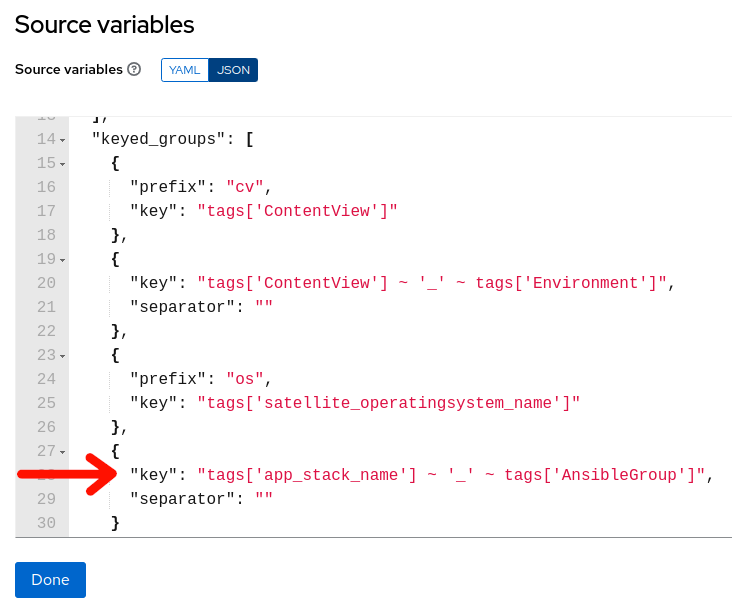 Source variables
Source variables YAML JSON
],
14 "keyed_groups": [
15 {
16 "prefix": "cv",
17 "key": "tags['ContentView']"
18 },
19 {
20 "key": "tags['ContentView'] ~ '_' ~ tags['Environment']",
21 "separator": ""
22 },
23 {
24 "prefix": "os",
25 "key": "tags['satellite_operatingsystem_name']"
26 },
27 {
"key": "tags['app_stack_name'] ~ '_' ~ tags['AnsibleGroup']",
29 "separator": ""
30 }
Done